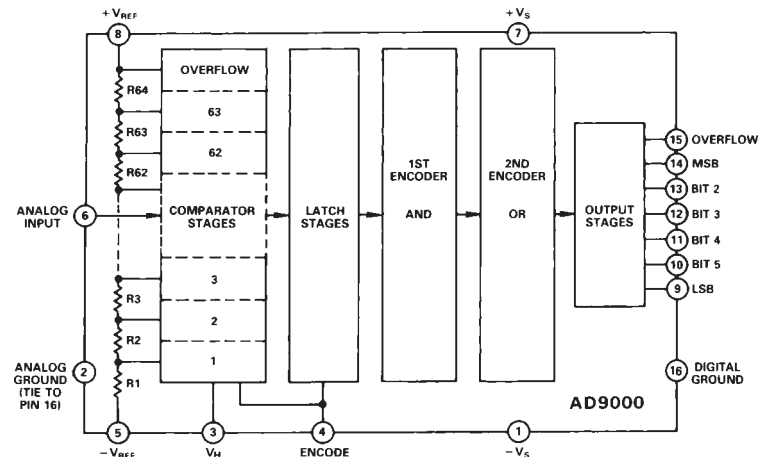 + VREF
+ VS
8
7
OVERFLOW
R64
63
R63
62
R62
1ST
ENCODER
AND
2ND
ENCODER
OR
15 OVERFLOW
14 MSB
13 BIT 2
12 BIT 3
11 BIT 4
10 BIT 5
9 LSB
ANALOG
INPUT
6
COMPARATOR
STAGES
LATCH
STAGES
OUTPUT
STAGES
3
R3
2
R2
1
R1
ANALOG
GROUND
(TIE TO
PIN 16)
2
16
DIGITAL
GROUND
AD9000
5
3
4
1
− VREF
VH
ENCODE
− VS